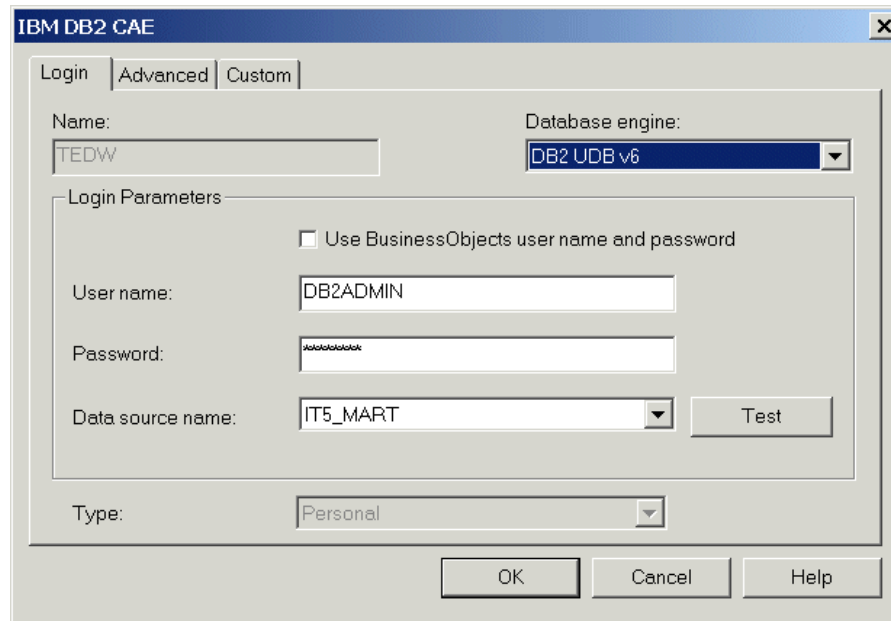 IBM DB2 CAE
Login Advanced Custom
Name: Database engine:
TEDW DB2 UDB v6
Login Parameters
Use BusinessObjects user name and password
User name: DB2ADMIN
Password: *********
Data source name: IT5_MART Test
Type: Personal
OK Cancel Help